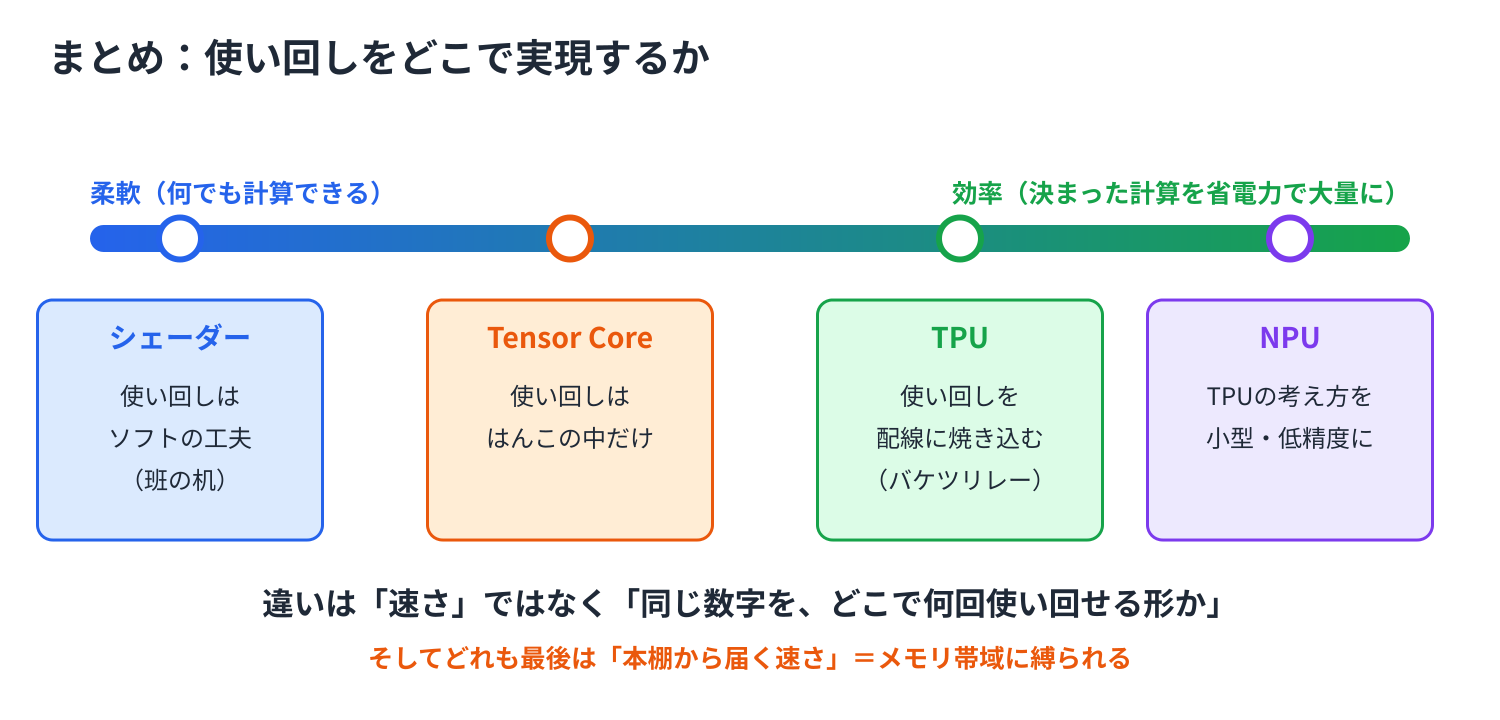 まとめ：使い回しをどこで実現するか
柔軟（何でも計算できる）
効率（決まった計算を省電力で大量に）
シェーダー
使い回しは
ソフトの工夫
（班の机）
Tensor Core
使い回しは
はんこの中だけ
TPU
使い回しを
配線に焼き込む
（バケツリレー）
NPU
TPUの考え方を
小型・低精度に
違いは「速さ」ではなく「同じ数字を、どこで何回使い回せる形か」
そしてどれも最後は「本棚から届く速さ」＝メモリ帯域に縛られる